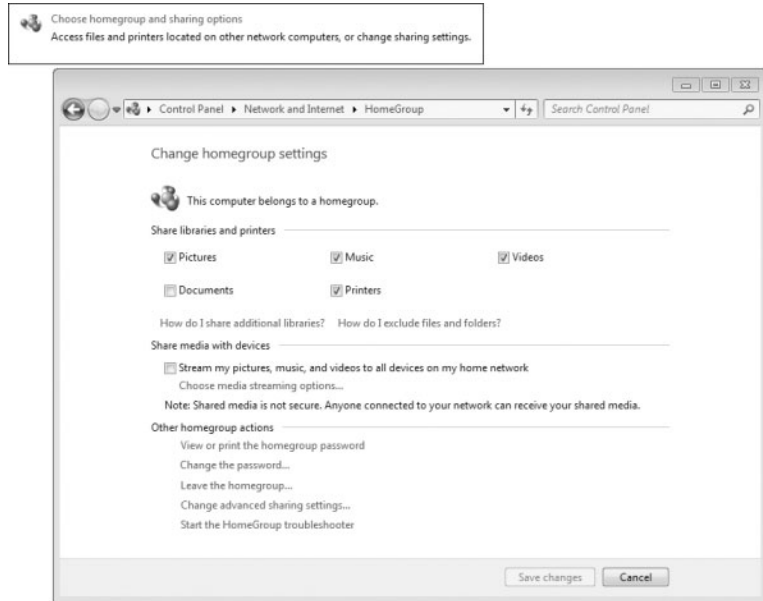 Choose homegroup and sharing options
Access files and printers located on other network computers, or change sharing settings.
Control Panel Network and Internet HomeGroup Search Control Panel
Change homegroup settings
This computer belongs to a homegroup.
Share libraries and printers
Pictures Music Videos
Documents Printers
How do I share additional libraries? How do I exclude files and folders?
Share media with devices
Stream my pictures, music, and videos to all devices on my home network
Choose media streaming options...
Note: Shared media is not secure. Anyone connected to your network can receive your shared media.
Other homegroup actions
View or print the homegroup password
Change the password...
Leave the homegroup...
Change advanced sharing settings...
Start the HomeGroup troubleshooter
Save changes Cancel